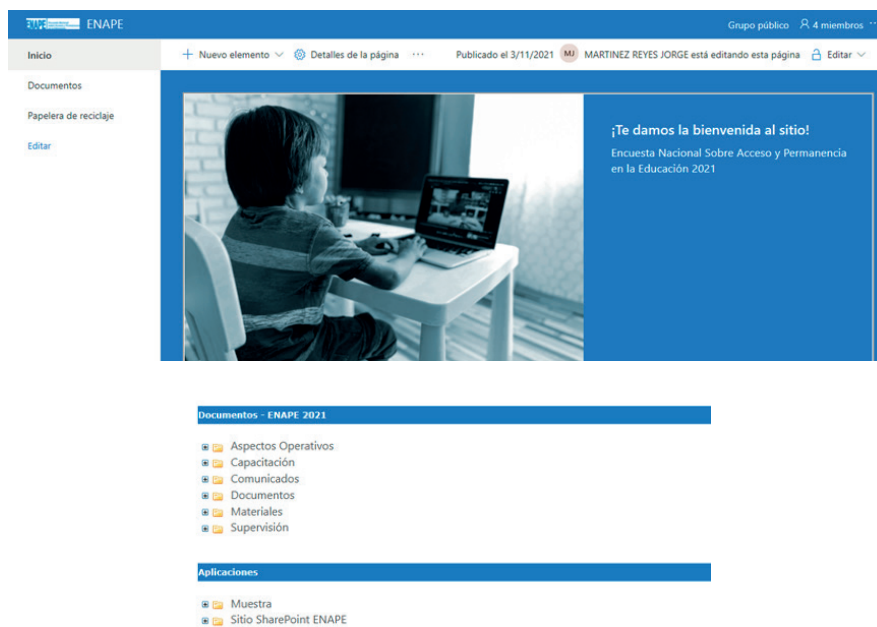 ENAPE ENAPE
Grupo público 4 miembros
Inicio
Nuevo elemento Detalles de la página ··· Publicado el 3/11/2021 MJ MARTINEZ REYES JORGE está editando esta página Editar
Documentos
Papelera de reciclaje
Editar
¡Te damos la bienvenida al sitio!
Encuesta Nacional Sobre Acceso y Permanencia
en la Educación 2021
Documentos - ENAPE 2021
Aspectos Operativos
Capacitación
Comunicados
Documentos
Materiales
Supervisión
Aplicaciones
Muestra
Sitio SharePoint ENAPE